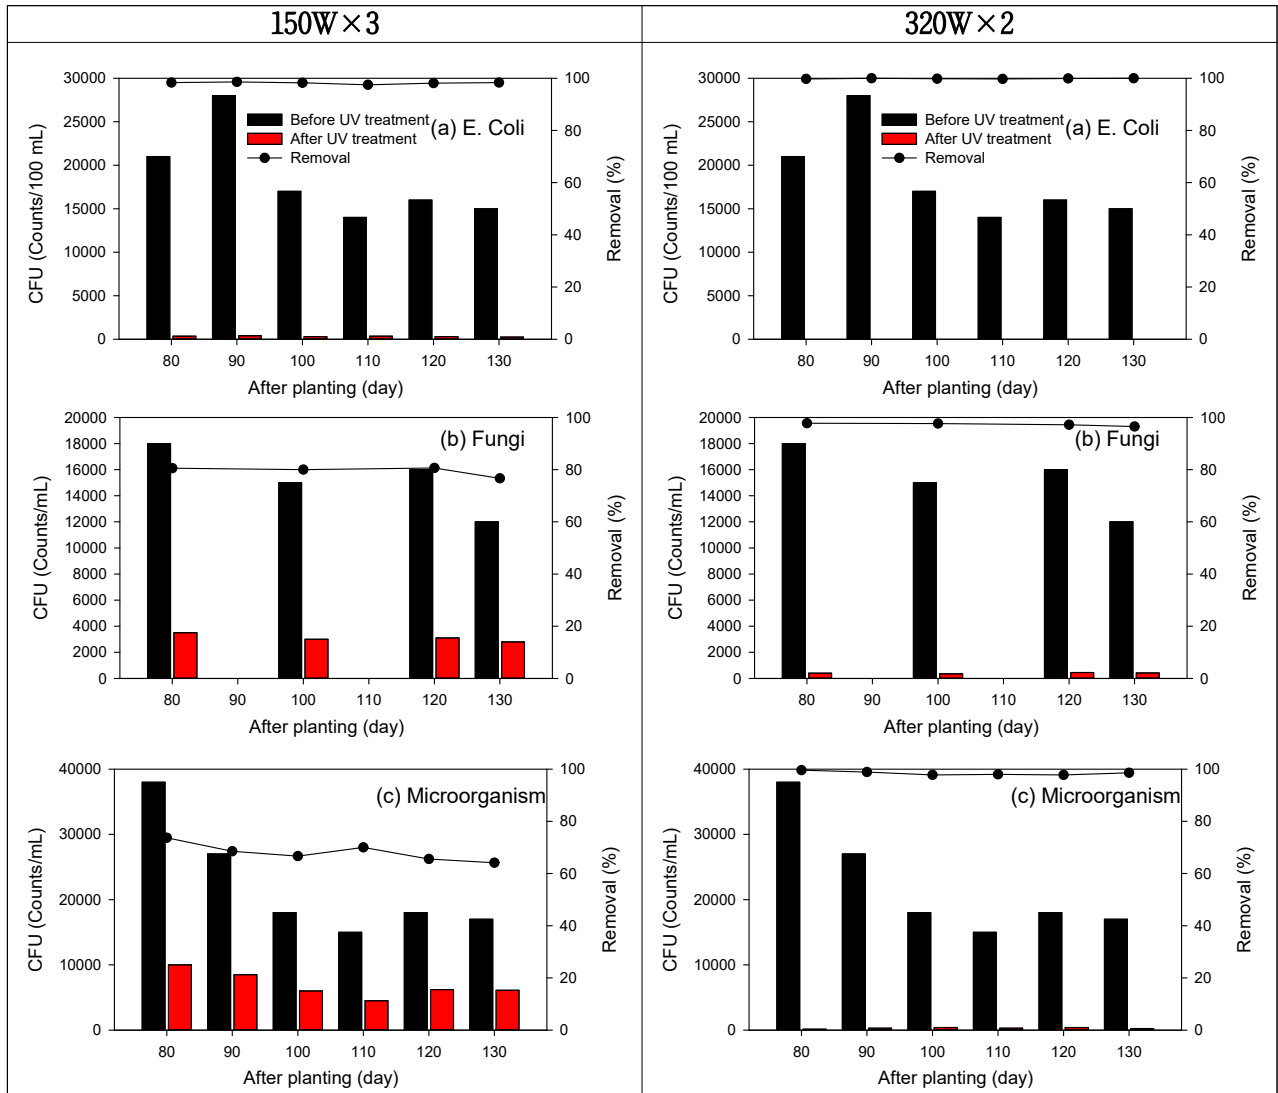 150W×3
320W×2
30000
25000
20000
15000
10000
5000
0
CFU (Counts/100 mL)
100
80
60
40
20
0
Removal (%)
Before UV treatment
After UV treatment
Removal
(a) E. Coli
80 90 100 110 120 130
After planting (day)
30000
25000
20000
15000
10000
5000
0
CFU (Counts/100 mL)
100
80
60
40
20
0
Removal (%)
Before UV treatment
After UV treatment
Removal
(a) E. Coli
80 90 100 110 120 130
After planting (day)
20000
18000
16000
14000
12000
10000
8000
6000
4000
2000
0
CFU (Counts/mL)
100
80
60
40
20
0
Removal (%)
(b) Fungi
80 90 100 110 120 130
After planting (day)
20000
18000
16000
14000
12000
10000
8000
6000
4000
2000
0
CFU (Counts/mL)
100
80
60
40
20
0
Removal (%)
(b) Fungi
80 90 100 110 120 130
After planting (day)
40000
30000
20000
10000
0
CFU (Counts/mL)
100
80
60
40
20
0
Removal (%)
(c) Microorganism
80 90 100 110 120 130
After planting (day)
40000
30000
20000
10000
0
CFU (Counts/mL)
100
80
60
40
20
0
Removal (%)
(c) Microorganism
80 90 100 110 120 130
After planting (day)